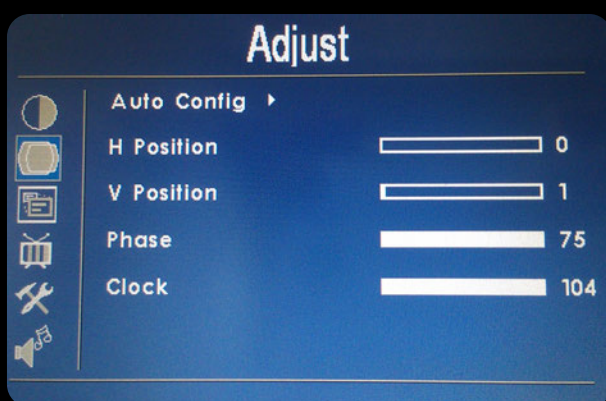 Adjust
Auto Config
H Position 0
V Position 1
Phase 75
Clock 104